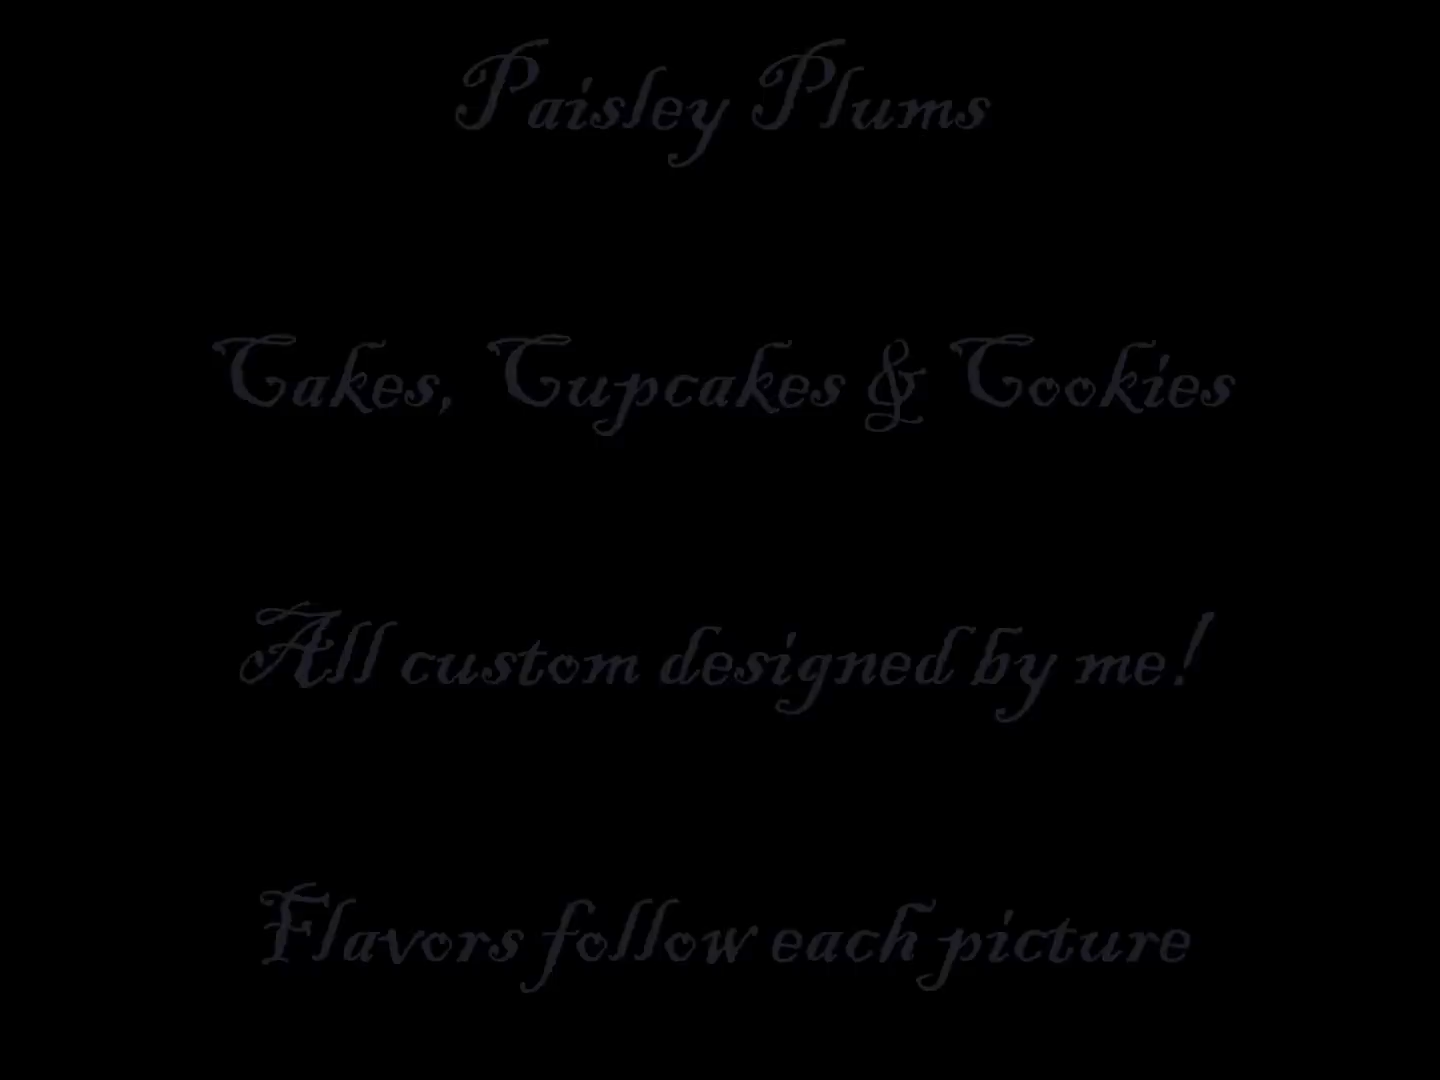 Paisley Plums
Cakes, Cupcakes & Cookies
All custom designed by me!
Flavors follow each picture